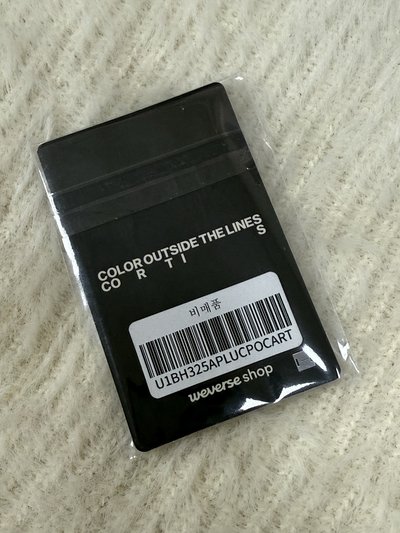 COLOR OUTSIDE THE LINES
CO R T I S
비매품
U1BH325APLUCPOCART
weverse shop